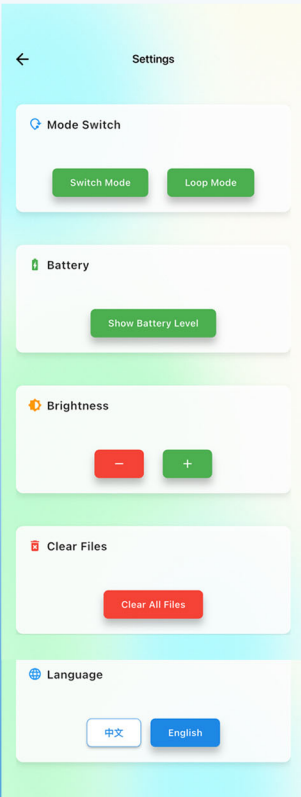 Settings
Mode Switch
Switch Mode Loop Mode
Battery
Show Battery Level
Brightness
− +
Clear Files
Clear All Files
Language
中文 English